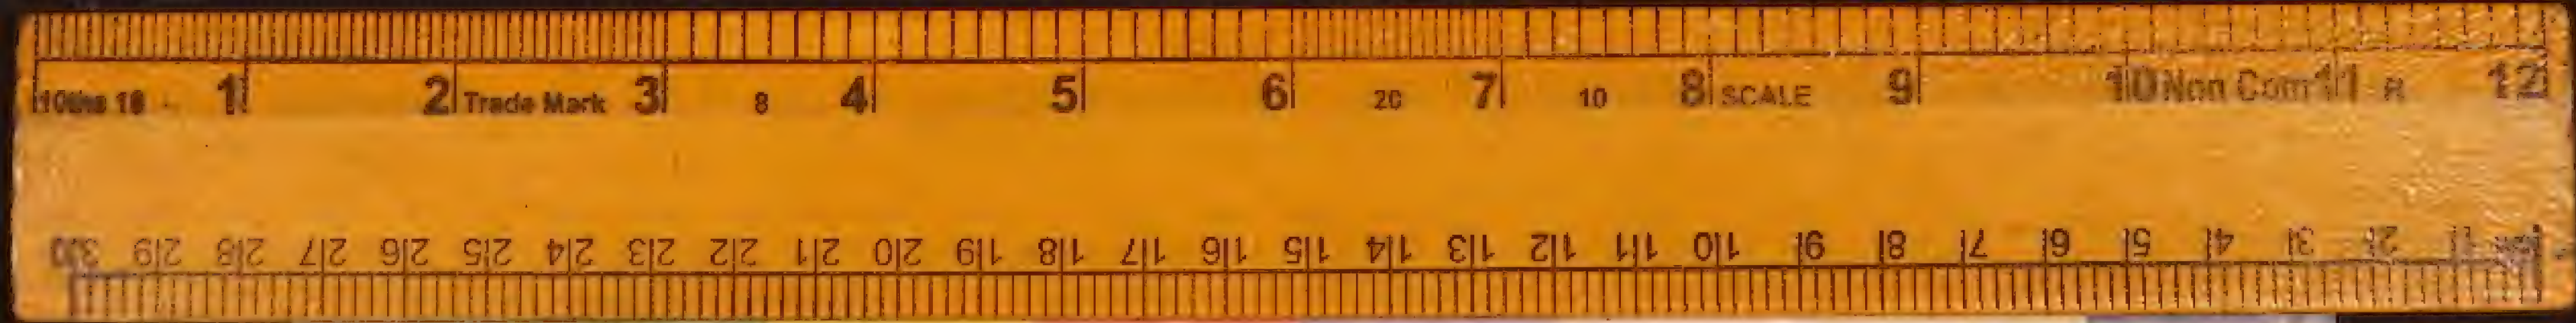 10ths 16 1 2 Trade Mark 3 8 4 5 6 20 7 10 8 SCALE 9 10 Non Com 11 R 12
30 29 28 27 26 25 24 23 22 21 20 19 18 17 16 15 14 13 12 11 10 9 8 7 6 5 4 3 2 1